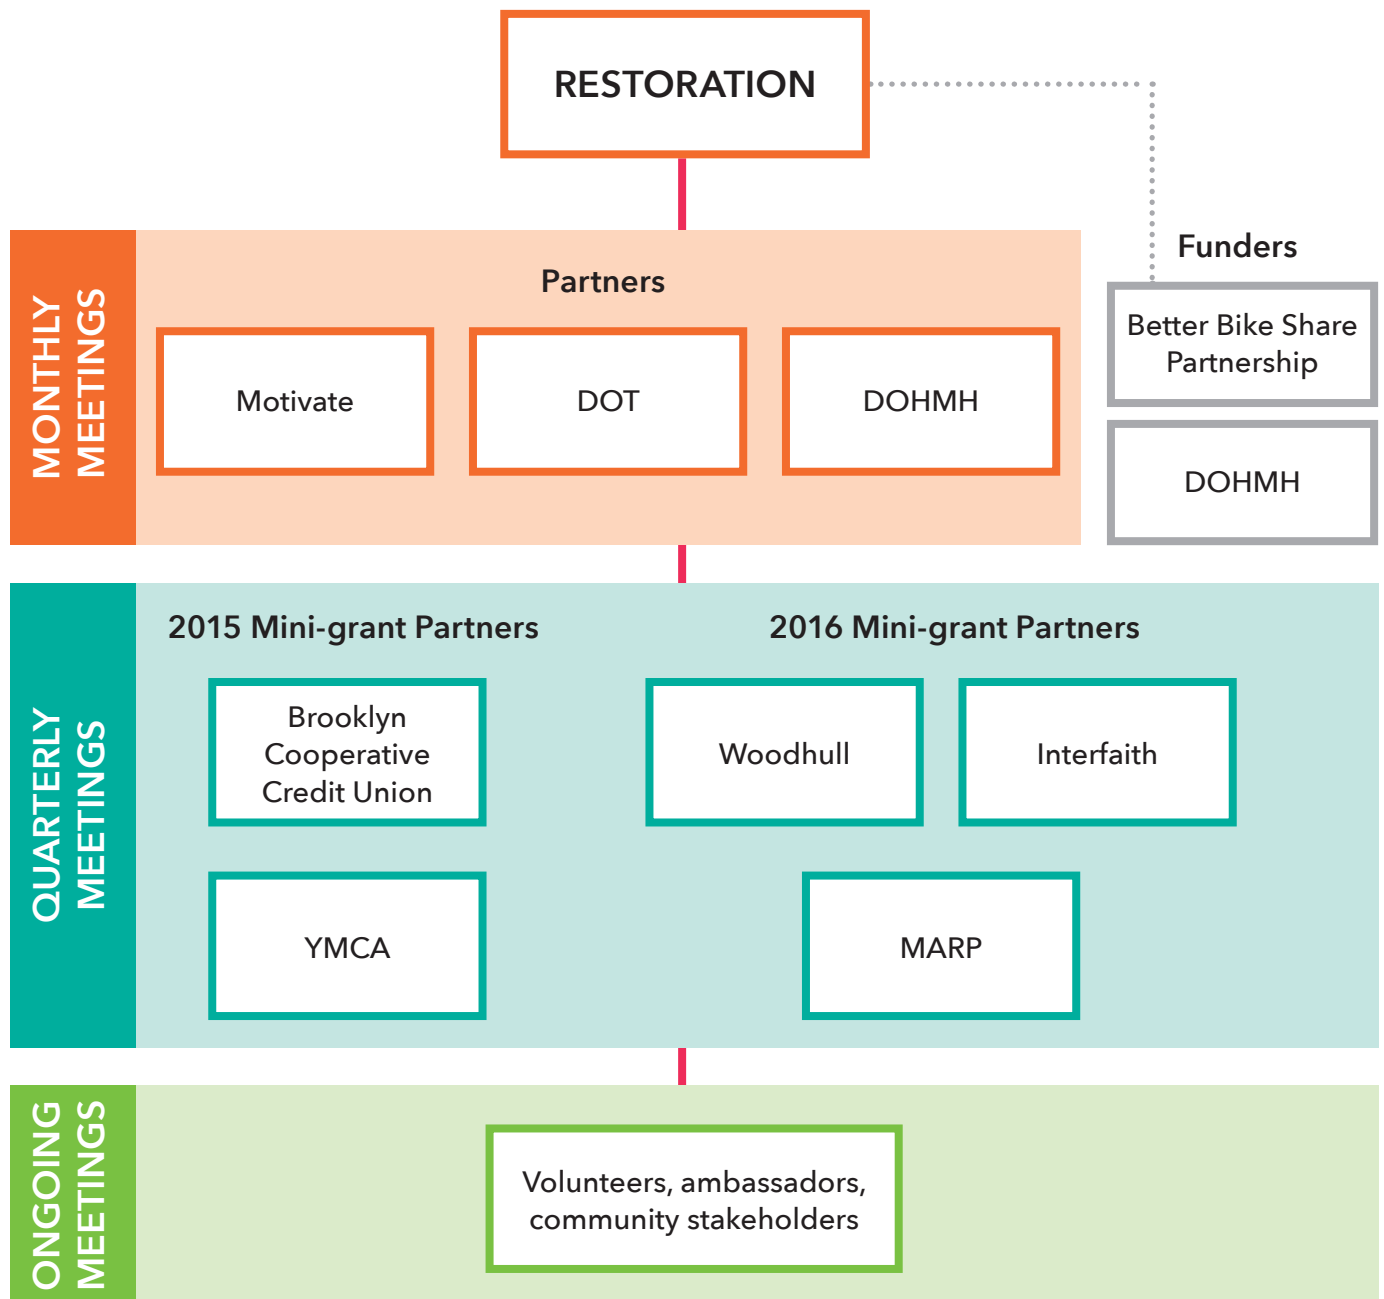 RESTORATION
Funders
Better Bike Share
Partnership
DOHMH
MONTHLY
MEETINGS
Partners
Motivate
DOT
DOHMH
QUARTERLY
MEETINGS
2015 Mini-grant Partners
Brooklyn
Cooperative
Credit Union
YMCA
2016 Mini-grant Partners
Woodhull
Interfaith
MARP
ONGOING
MEETINGS
Volunteers, ambassadors,
community stakeholders